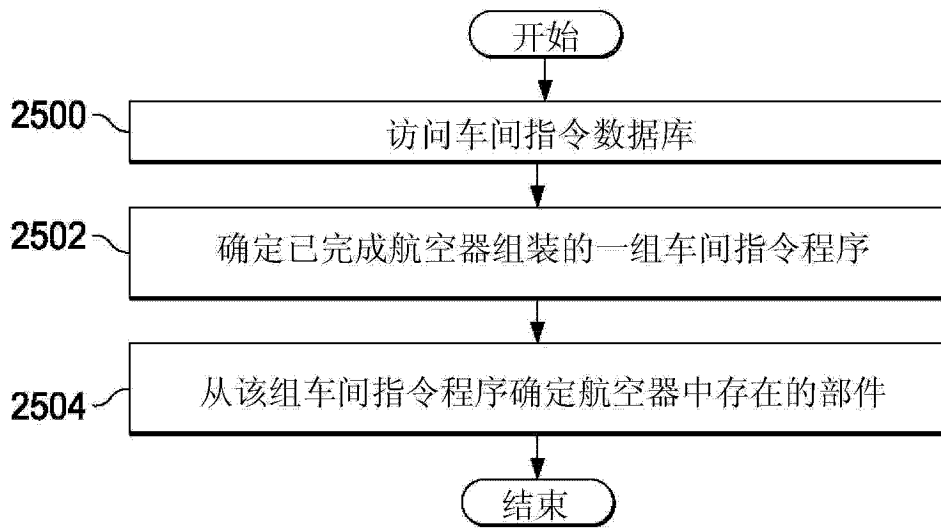 开始
2500
访问车间指令数据库
2502
确定已完成航空器组装的一组车间指令程序
2504
从该组车间指令程序确定航空器中存在的部件
结束